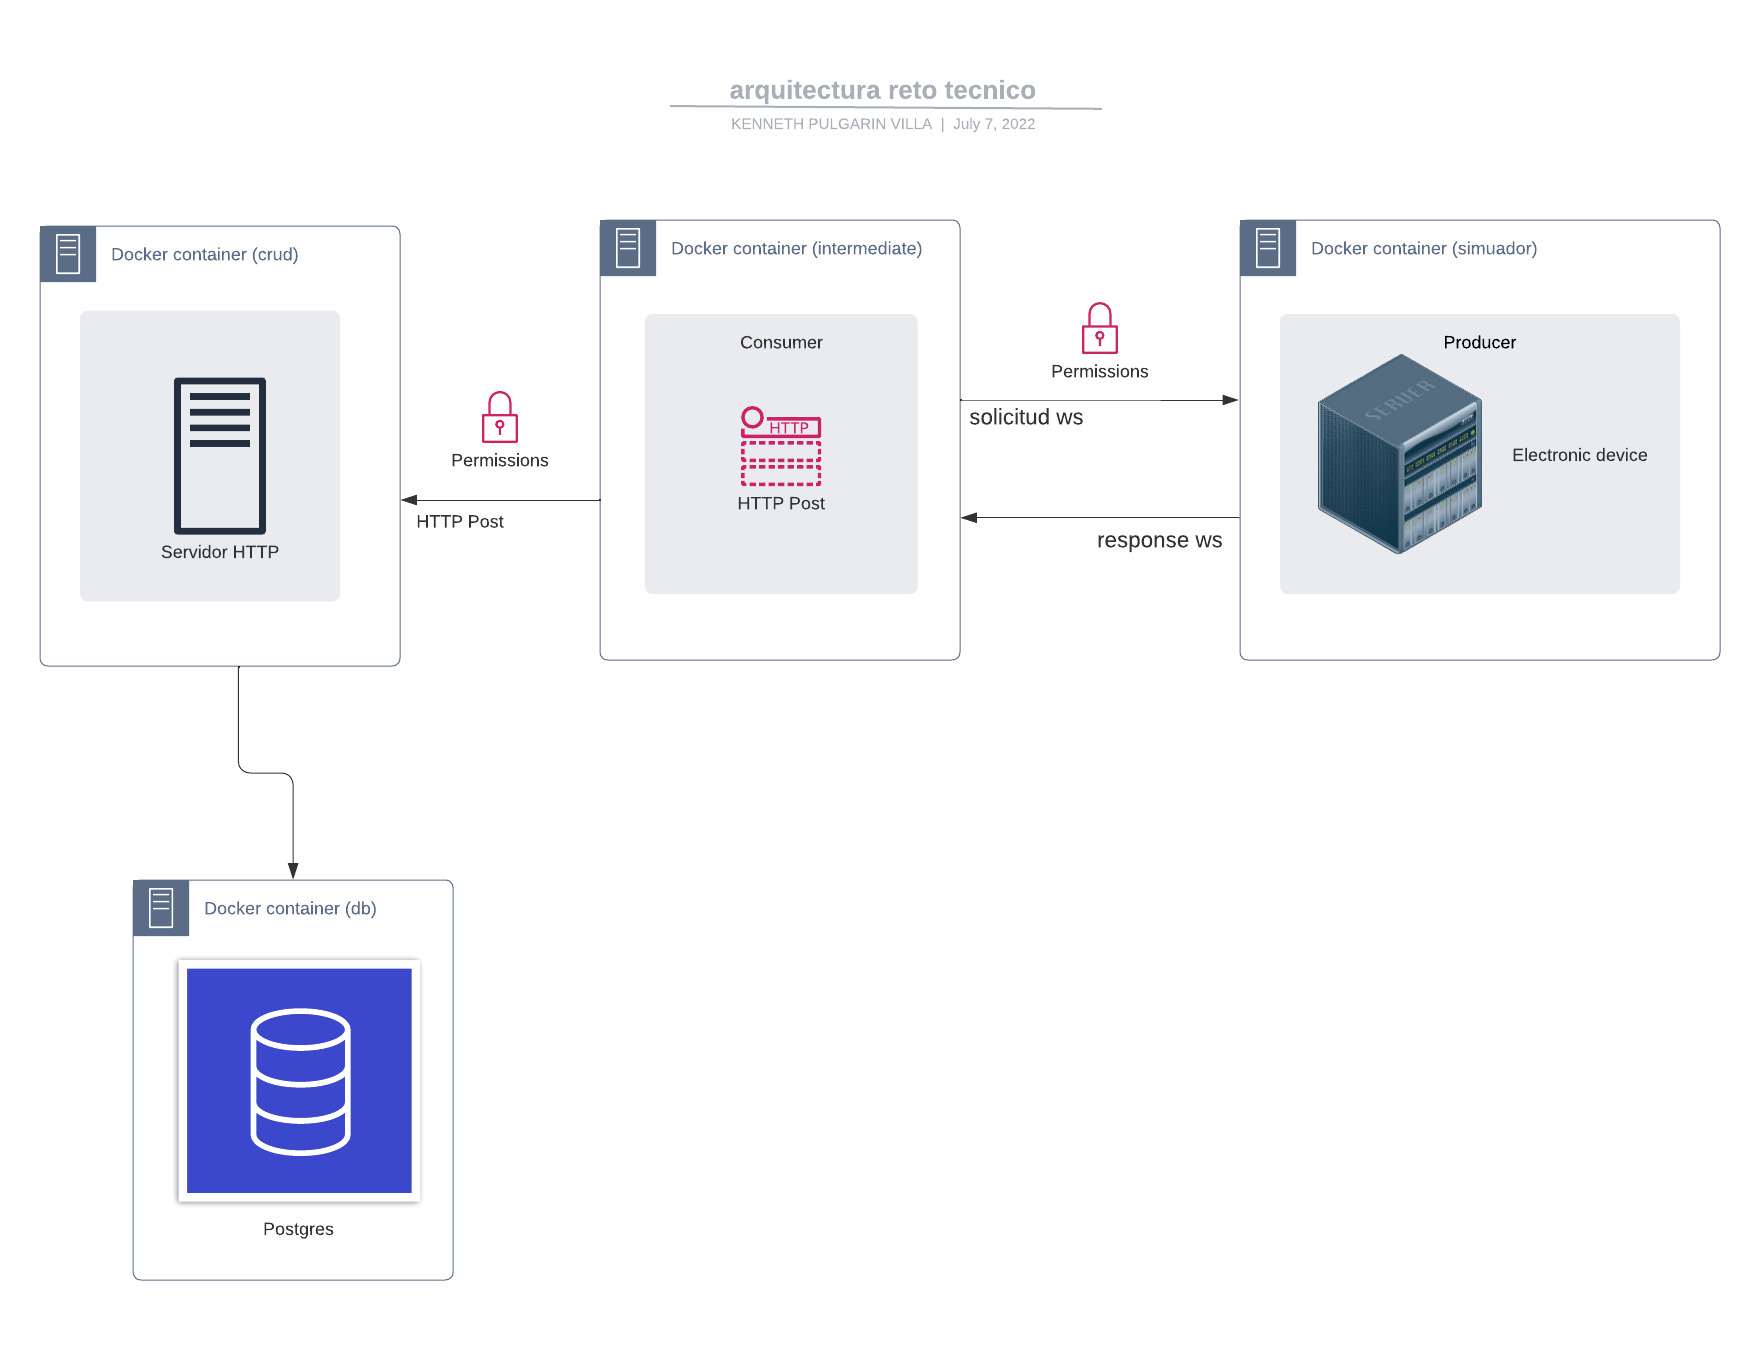 arquitectura reto tecnico
KENNETH PULGARIN VILLA | July 7, 2022
Docker container (crud)
Servidor HTTP
Permissions
HTTP Post
Docker container (intermediate)
Consumer
HTTP
HTTP Post
Permissions
solicitud ws
response ws
Docker container (simuador)
Producer
SERUER
Electronic device
Docker container (db)
Postgres